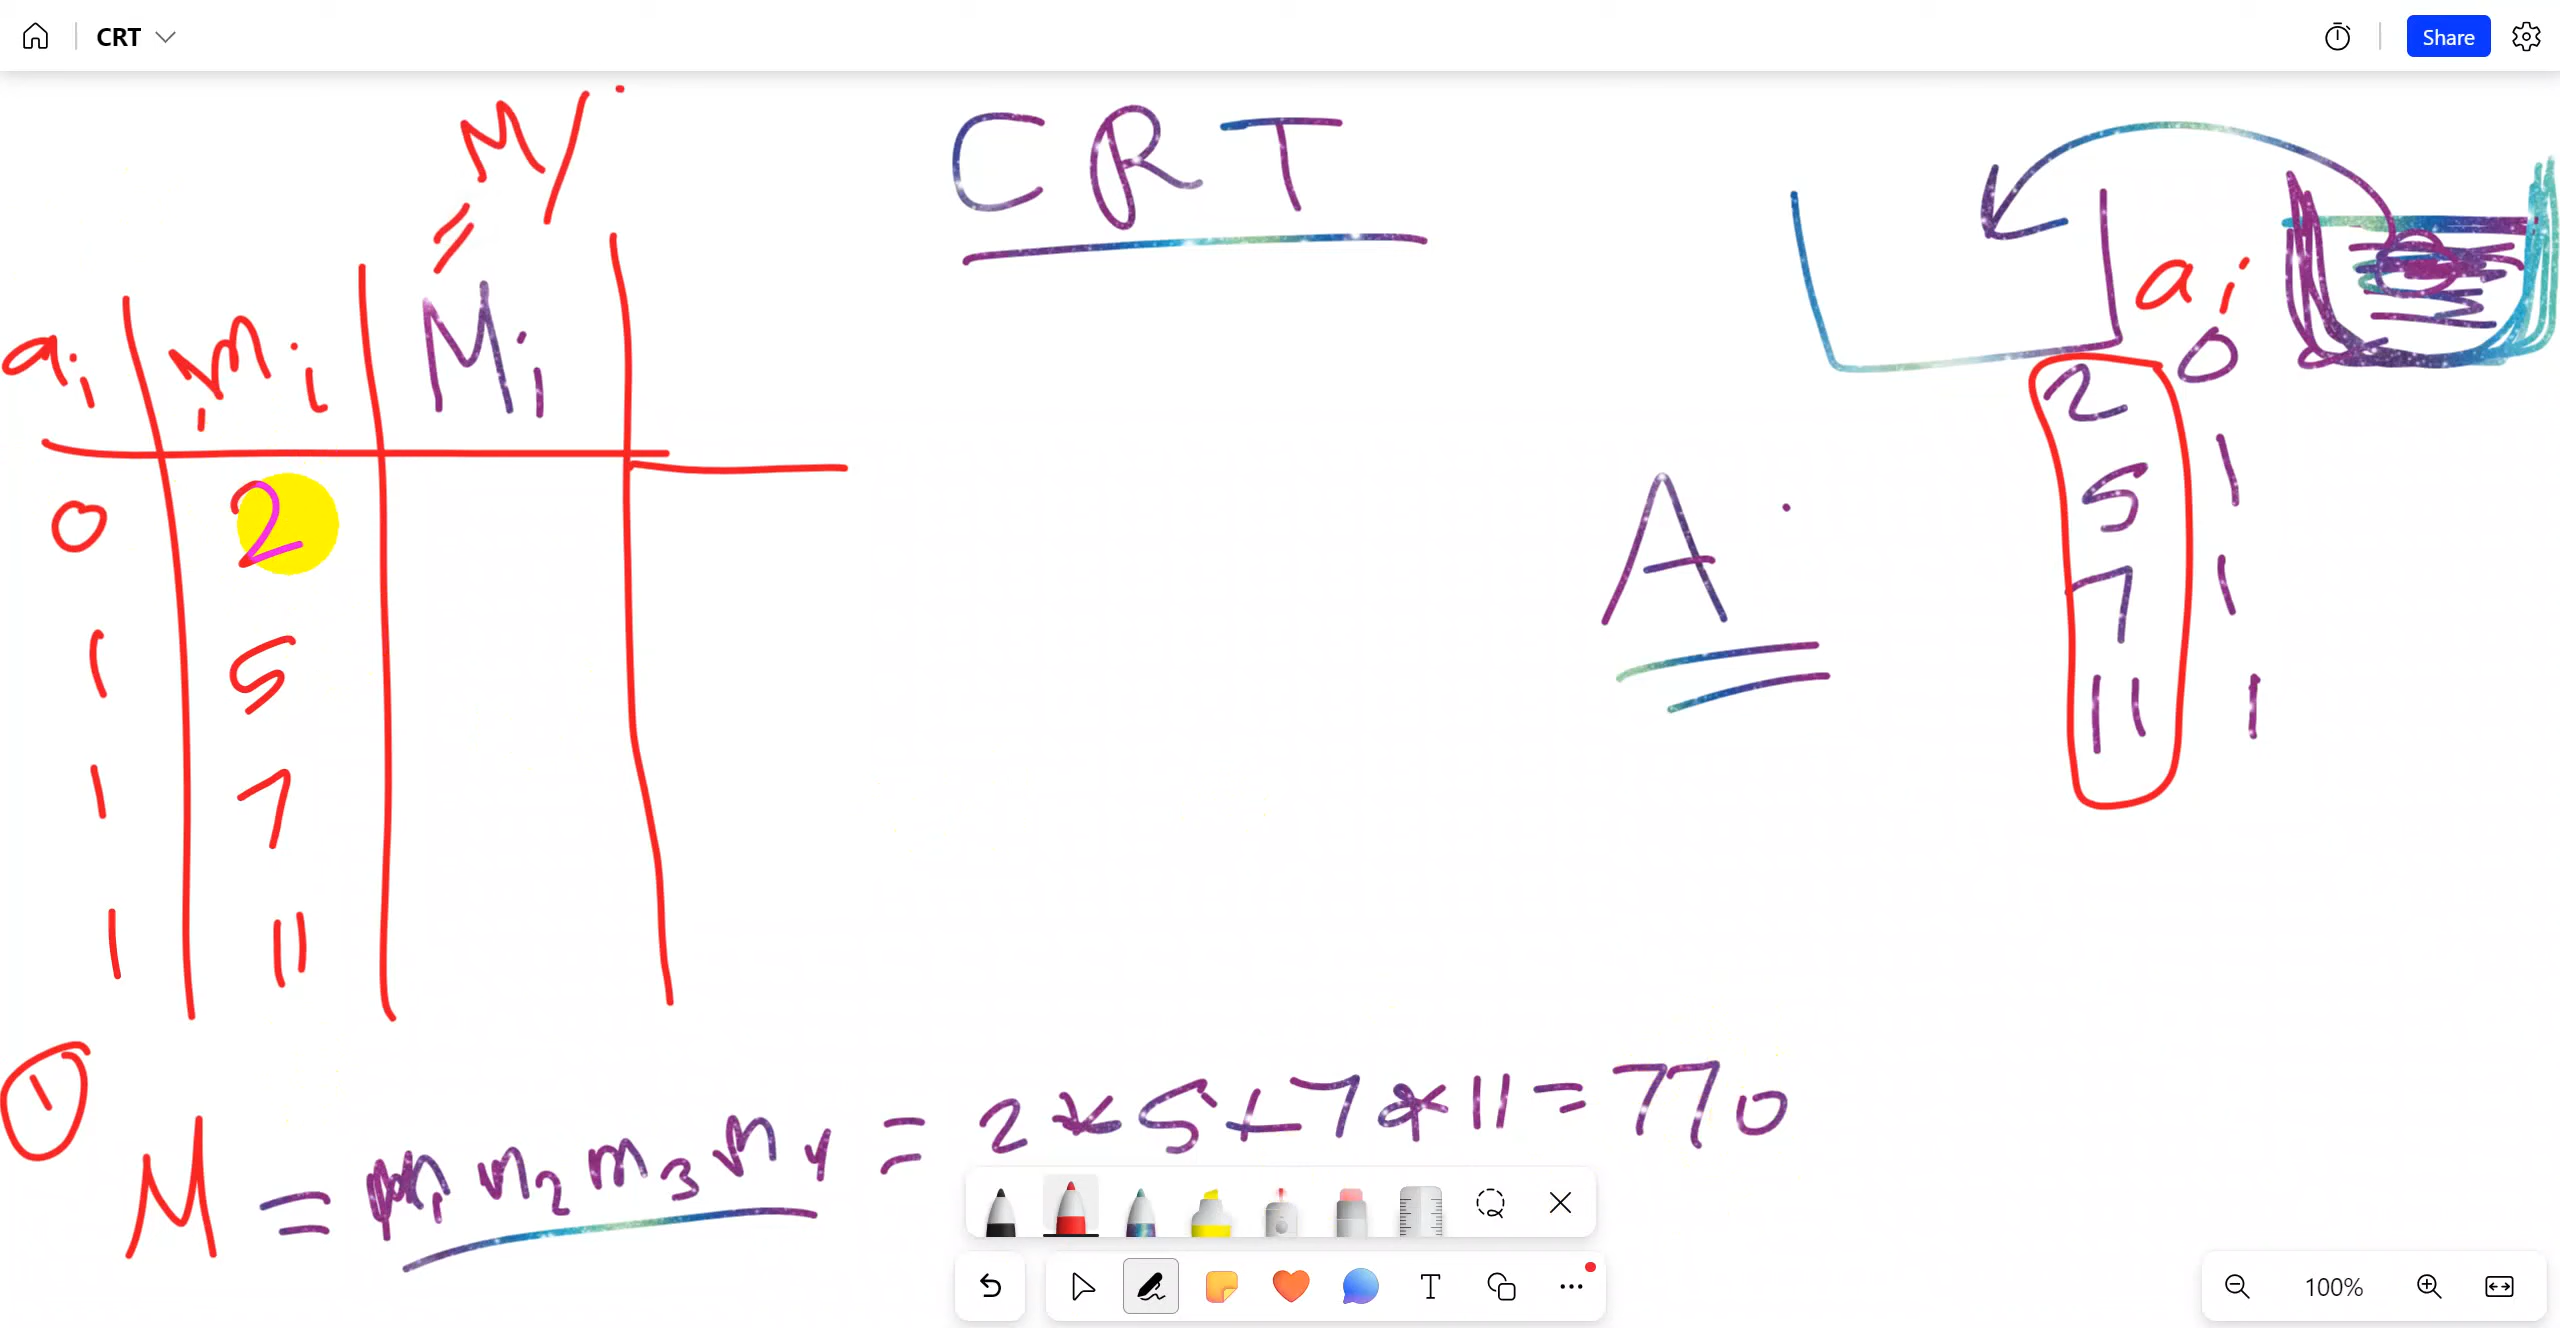 CRT
Share
M/
=
CRT
ai mi Mi
0 2
1 5
1 7
1 11
A
ai
2 0
5 1
7 1
11 1
1
M = m1 m2 m3 m4 = 2*5*7*11=770
T
100%